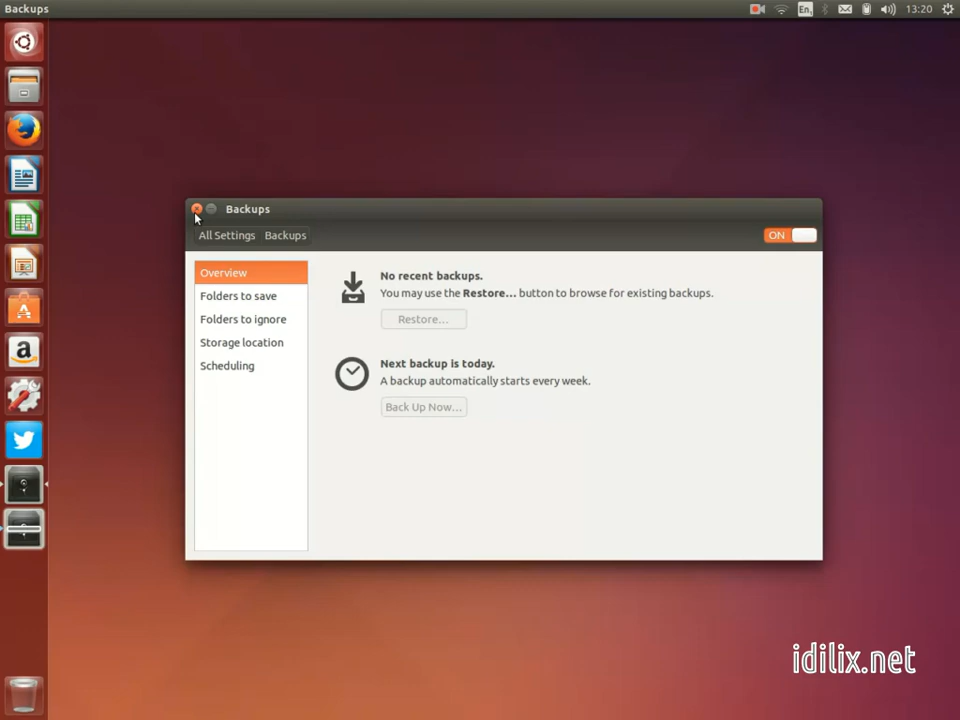 Backups
En
13:20
Backups
All Settings Backups
ON
Overview
Folders to save
Folders to ignore
Storage location
Scheduling
No recent backups.
You may use the Restore... button to browse for existing backups.
Restore...
Next backup is today.
A backup automatically starts every week.
Back Up Now...
a
idilix.net